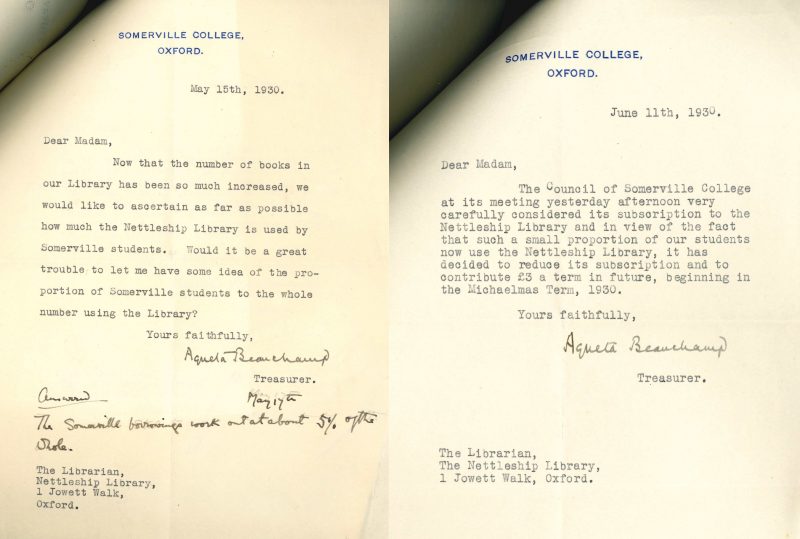 SOMERVILLE COLLEGE,
OXFORD.
May 15th, 1930.
Dear Madam,
Now that the number of books in
our Library has been so much increased, we
would like to ascertain as far as possible
how much the Nettleship Library is used by
Somerville students. Would it be a great
trouble to let me have some idea of the pro-
portion of Somerville students to the whole
number using the Library?
Yours faithfully,
Agneta Beauchamp
Treasurer.
Answered May 17th
The Somerville borrowings work out at about 5% of the
whole.
The Librarian,
Nettleship Library,
1 Jowett Walk,
Oxford.
SOMERVILLE COLLEGE,
OXFORD.
June 11th, 1930.
Dear Madam,
The Council of Somerville College
at its meeting yesterday afternoon very
carefully considered its subscription to the
Nettleship Library and in view of the fact
that such a small proportion of our students
now use the Nettleship Library, it has
decided to reduce its subscription and to
contribute £3 a term in future, beginning in
the Michaelmas Term, 1930.
Yours faithfully,
Agneta Beauchamp
Treasurer.
The Librarian,
The Nettleship Library,
1 Jowett Walk, Oxford.